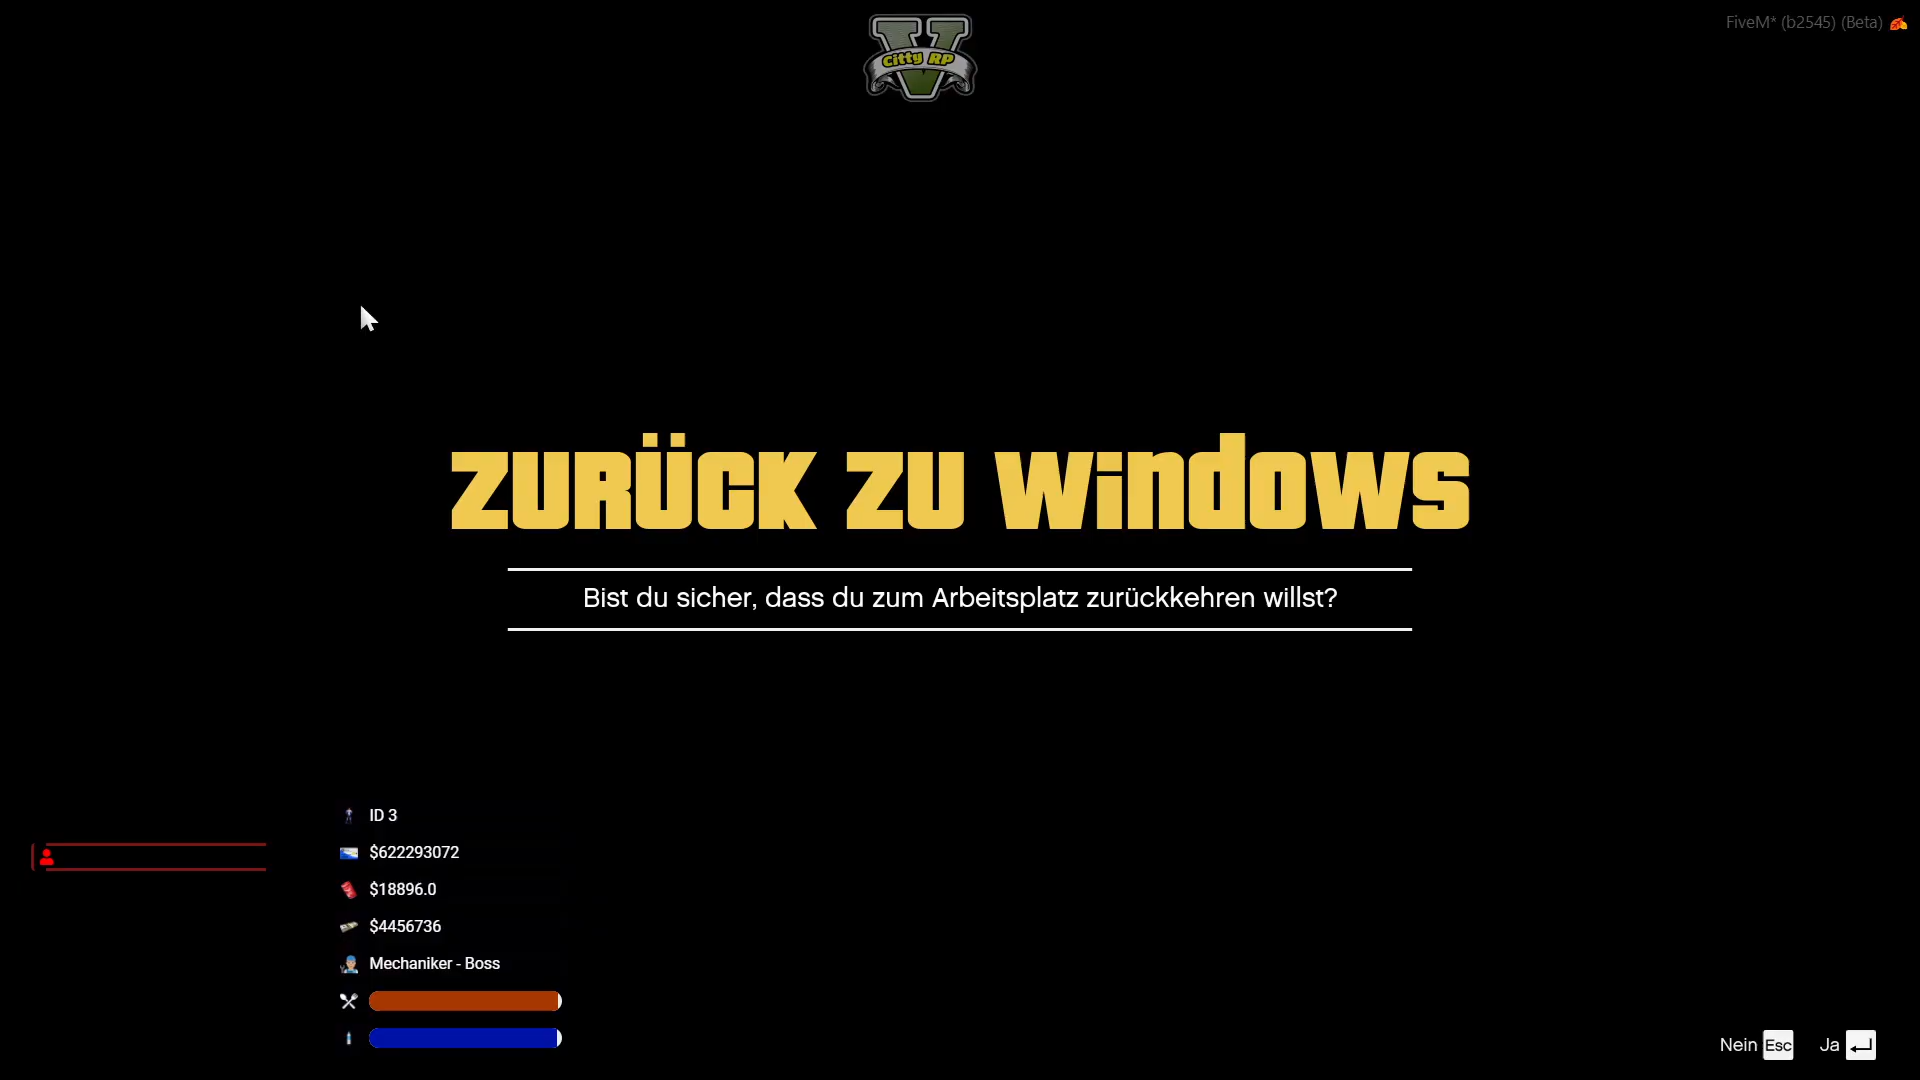 Citty RP
FiveM* (b2545) (Beta)
ZURÜCK ZU WindOWS
Bist du sicher, dass du zum Arbeitsplatz zurückkehren willst?
ID 3
$622293072
$18896.0
$4456736
Mechaniker - Boss
Nein Esc Ja